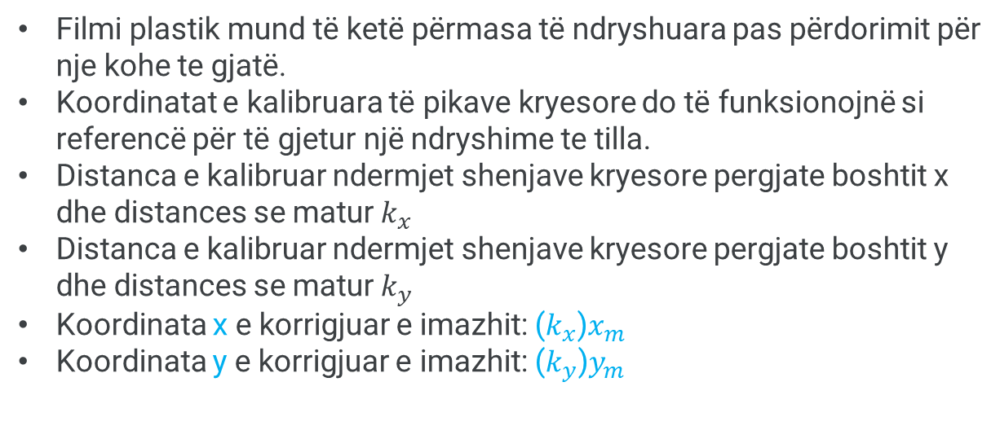 • Filmi plastik mund të ketë përmasa të ndryshuara pas përdorimit për
nje kohe te gjatë.
• Koordinatat e kalibruara të pikave kryesore do të funksionojnë si
referencë për të gjetur një ndryshime te tilla.
• Distanca e kalibruar ndermjet shenjave kryesore pergjate boshtit x
dhe distances se matur $k_x$
• Distanca e kalibruar ndermjet shenjave kryesore pergjate boshtit y
dhe distances se matur $k_y$
• Koordinata x e korrigjuar e imazhit: $(k_x)x_m$
• Koordinata y e korrigjuar e imazhit: $(k_y)y_m$